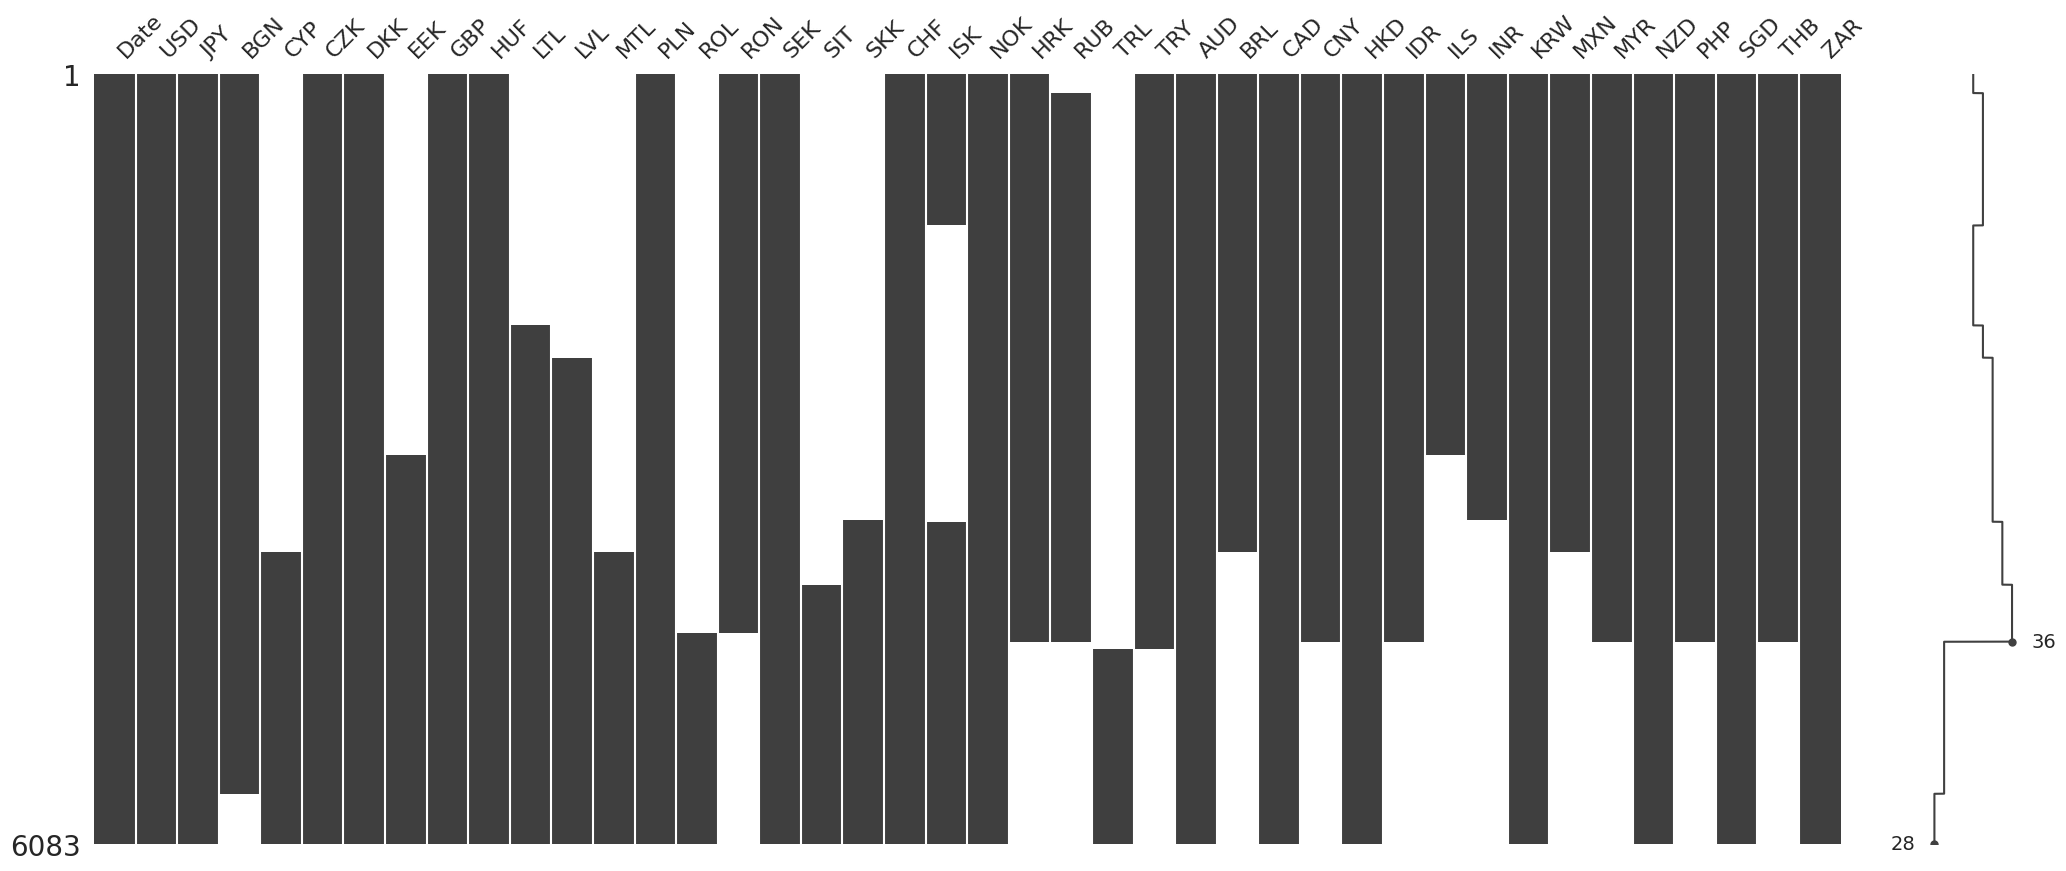 Date USD JPY BGN CYP CZK DKK EEK GBP HUF LTL LVL MTL PLN ROL RON SEK SIT SKK CHF ISK NOK HRK RUB TRL TRY AUD BRL CAD CNY HKD IDR ILS INR KRW MXN MYR NZD PHP SGD THB ZAR
1
36
6083
28